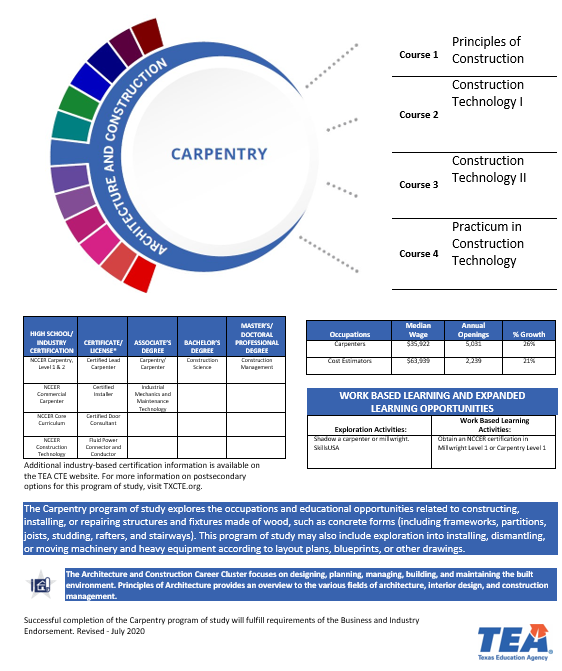 ARCHITECTURE AND CONSTRUCTION
CARPENTRY
Course 1
Principles of
Construction
Course 2
Construction
Technology I
Course 3
Construction
Technology II
Course 4
Practicum in
Construction
Technology
HIGH SCHOOL/
INDUSTRY
CERTIFICATION
CERTIFICATE/
LICENSE*
ASSOCIATE'S
DEGREE
BACHELOR'S
DEGREE
MASTER'S/
DOCTORAL
PROFESSIONAL
DEGREE
NCCER Carpentry,
Level 1 & 2
Certified Lead
Carpenter
Carpentry/
Carpenter
Construction
Science
Construction
Management
NCCER
Commercial
Carpenter
Certified
Installer
Industrial
Mechanics and
Maintenance
Technology
NCCER Core
Curriculum
Certified Door
Consultant
NCCER
Construction
Technology
Fluid Power
Connector and
Conductor
Additional industry-based certification information is available on
the TEA CTE website. For more information on postsecondary
options for this program of study, visit TXCTE.org.
Occupations
Median
Wage
Annual
Openings
% Growth
Carpenters
$35,922
5,031
26%
Cost Estimators
$63,939
2,239
21%
WORK BASED LEARNING AND EXPANDED
LEARNING OPPORTUNITIES
Exploration Activities:
Work Based Learning
Activities:
Shadow a carpenter or millwright.
SkillsUSA
Obtain an NCCER certification in
Millwright Level 1 or Carpentry Level 1
The Carpentry program of study explores the occupations and educational opportunities related to constructing,
installing, or repairing structures and fixtures made of wood, such as concrete forms (including frameworks, partitions,
joists, studding, rafters, and stairways). This program of study may also include exploration into installing, dismantling,
or moving machinery and heavy equipment according to layout plans, blueprints, or other drawings.
The Architecture and Construction Career Cluster focuses on designing, planning, managing, building, and maintaining the built
environment. Principles of Architecture provides an overview to the various fields of architecture, interior design, and construction
management.
Successful completion of the Carpentry program of study will fulfill requirements of the Business and Industry
Endorsement. Revised - July 2020
TEA
Texas Education Agency